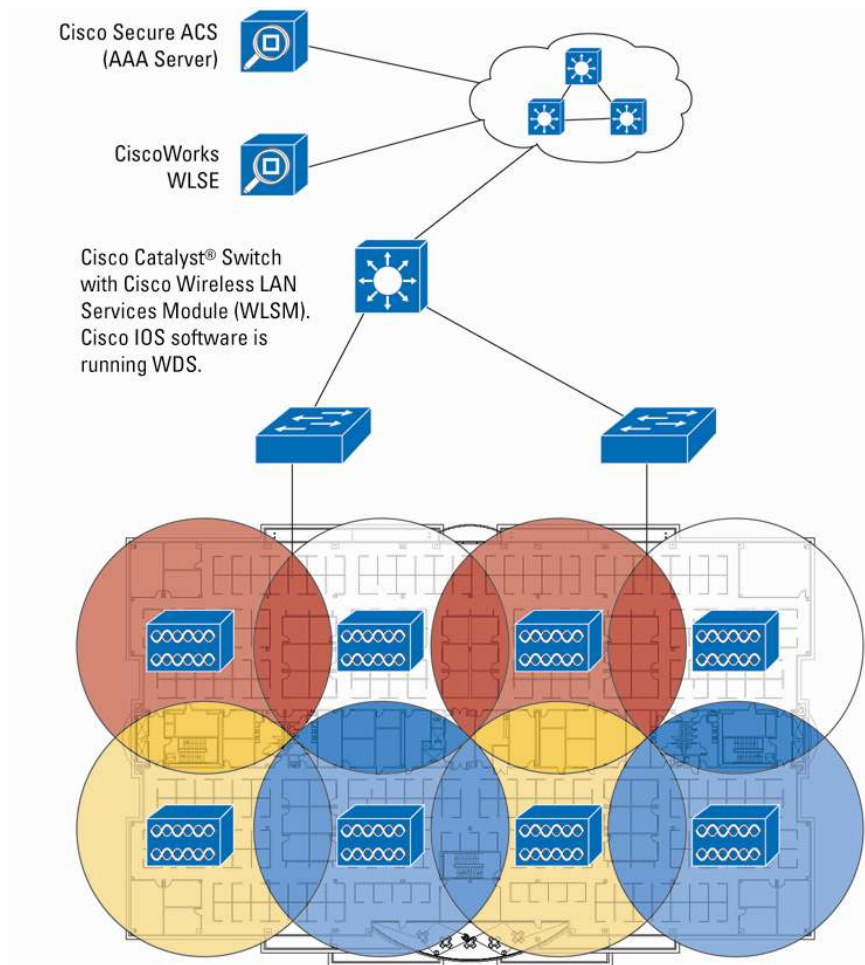 Cisco Secure ACS
(AAA Server)
CiscoWorks
WLSE
Cisco Catalyst® Switch
with Cisco Wireless LAN
Services Module (WLSM).
Cisco IOS software is
running WDS.